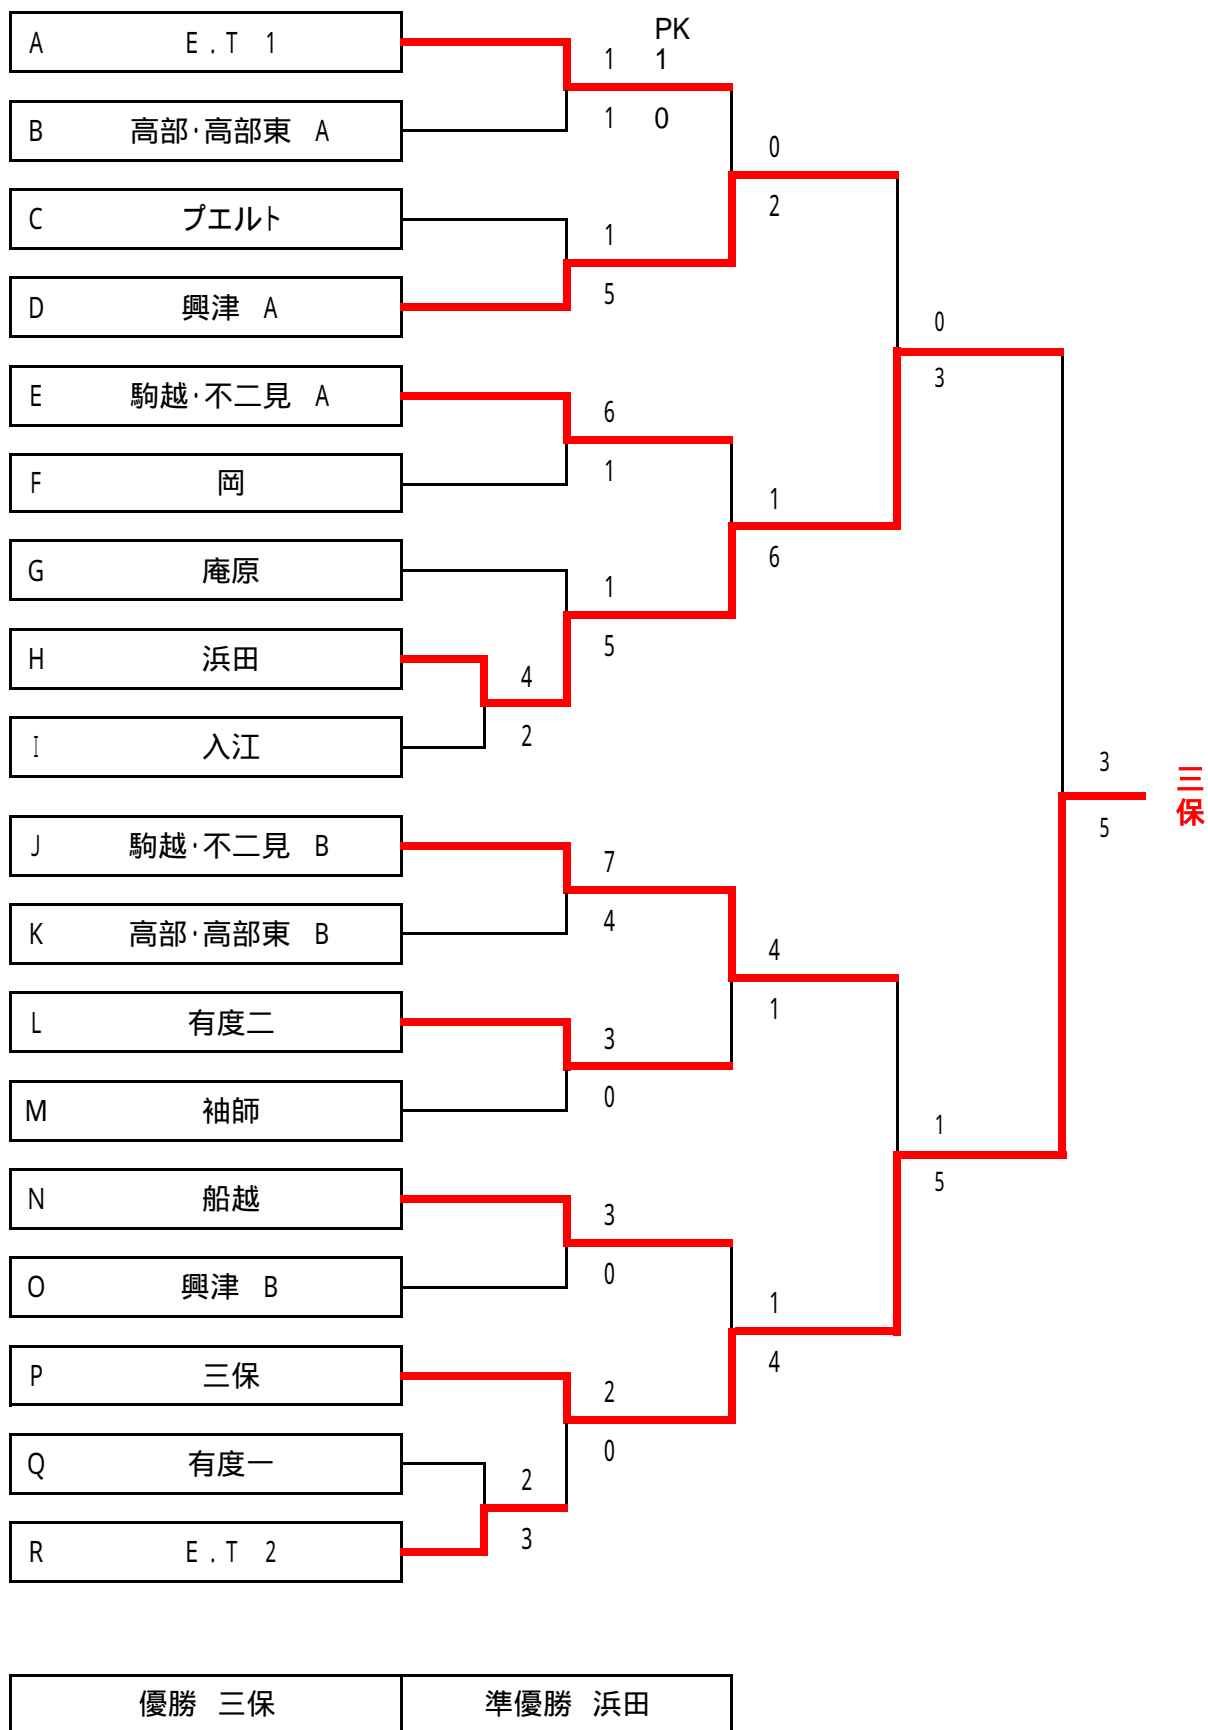 PK
A E.T 1
1 1
B 高部・高部東 A
1 0
0
C プエルト
2
1
D 興津 A
5
0
3
E 駒越・不二見 A
6
F 岡
1
1
G 庵原
6
1
H 浜田
5
4
I 入江
2
3
三保
5
J 駒越・不二見 B
7
K 高部・高部東 B
4
4
L 有度二
1
3
M 袖師
0
1
N 船越
5
3
O 興津 B
0
1
P 三保
4
2
Q 有度一
0
2
R E.T 2
3
優勝 三保 準優勝 浜田